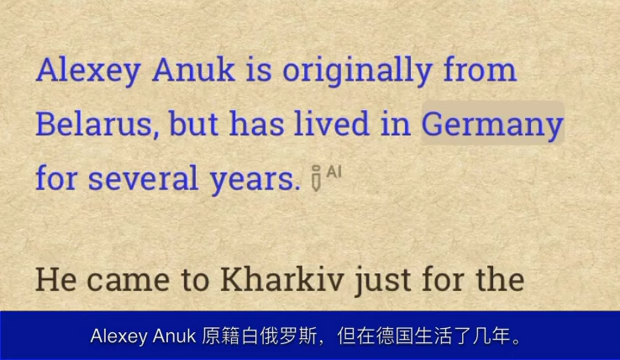 Alexey Anuk is originally from
Belarus, but has lived in Germany
for several years. AI
He came to Kharkiv just for the
Alexey Anuk 原籍白俄罗斯，但在德国生活了几年。